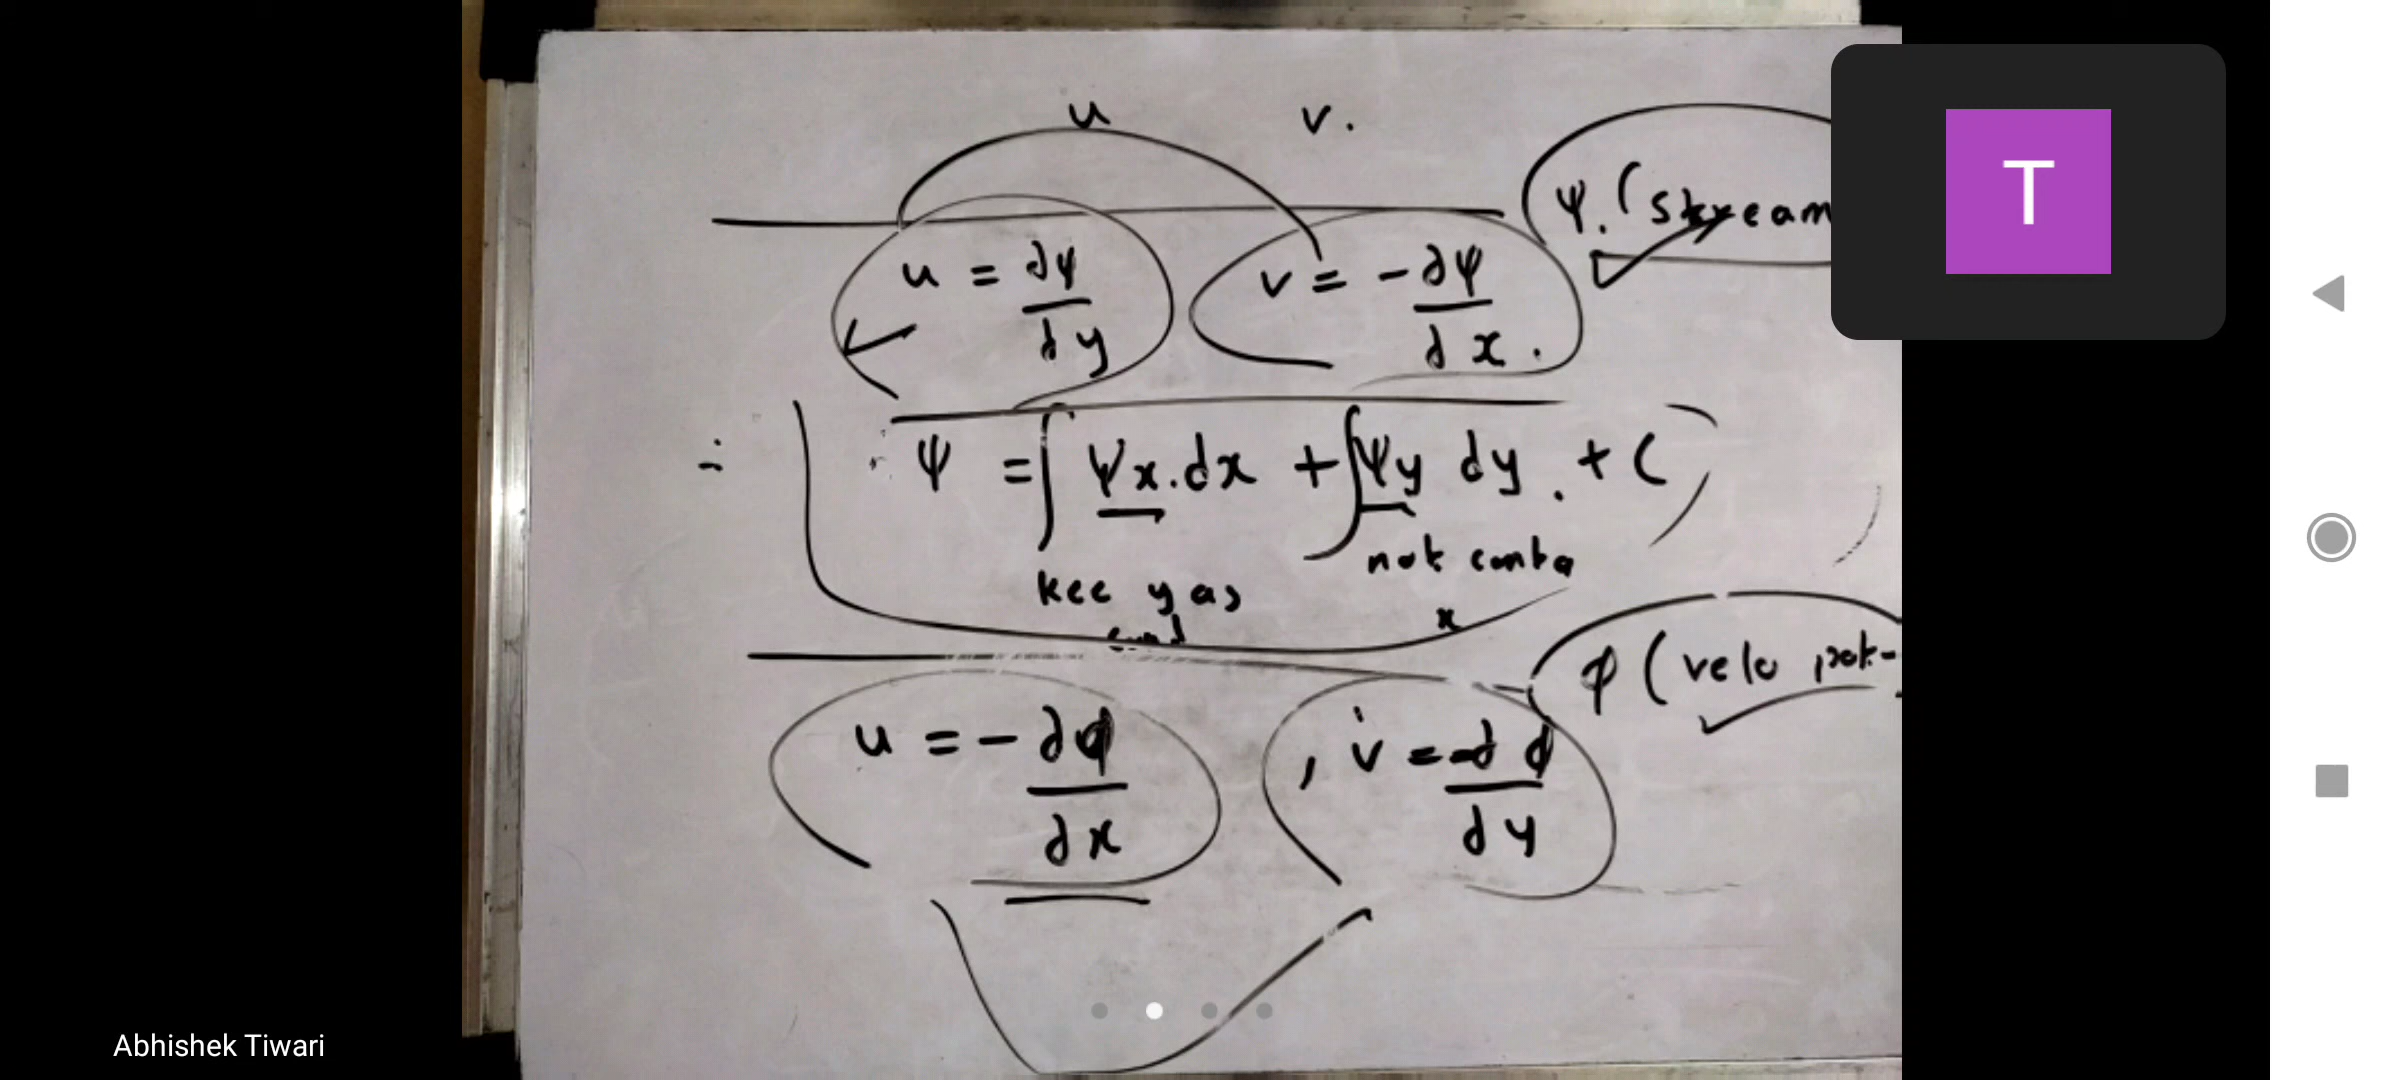 u v.
ψ. (stream
T
u = ∂ψ/∂y v = -∂ψ/∂x.
ψ = ∫ψx.dx + ∫ψy dy. + C
not conta
kee y as
x
φ (velo pot-
u = -∂φ/∂x , v = -∂φ/∂y
Abhishek Tiwari